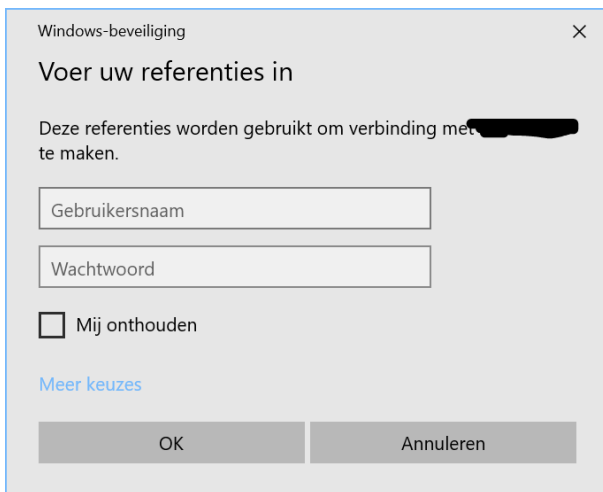 Windows-beveiliging
Voer uw referenties in
Deze referenties worden gebruikt om verbinding met
te maken.
Gebruikersnaam
Wachtwoord
Mij onthouden
Meer keuzes
OK
Annuleren